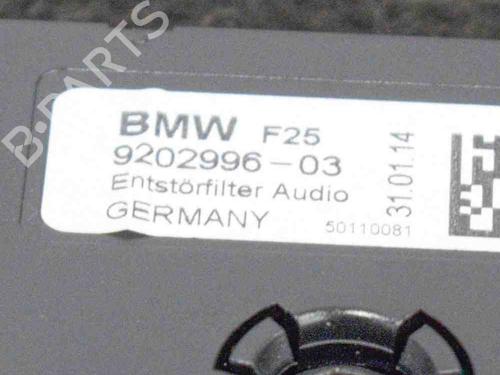 B-PARTS
BMW F25
9202996-03
Entstörfilter Audio
GERMANY
50110081
31.01.14